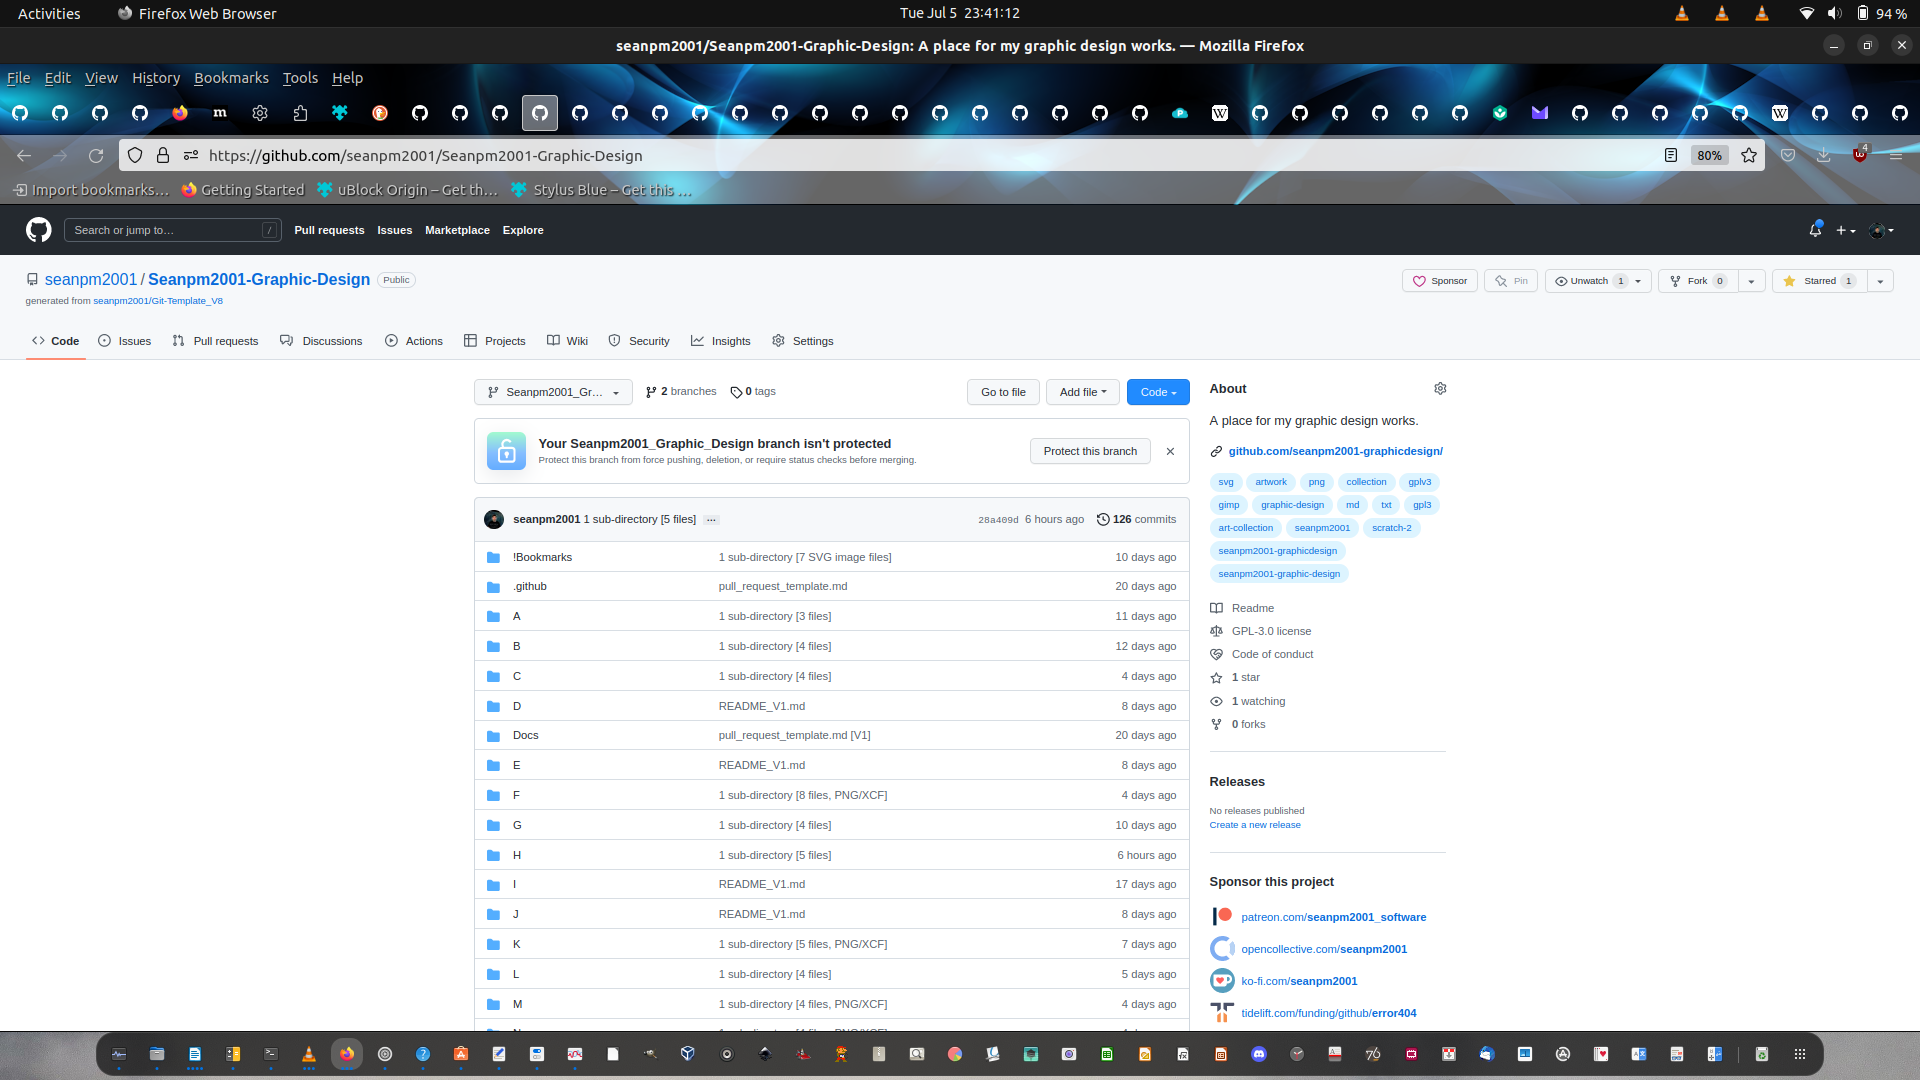 Activities Firefox Web Browser Tue Jul 5 23:41:12 94 %
seanpm2001/Seanpm2001-Graphic-Design: A place for my graphic design works. — Mozilla Firefox
File Edit View History Bookmarks Tools Help
https://github.com/seanpm2001/Seanpm2001-Graphic-Design 80% 4
Import bookmarks… Getting Started uBlock Origin – Get th… Stylus Blue – Get this …
Search or jump to… / Pull requests Issues Marketplace Explore
seanpm2001 / Seanpm2001-Graphic-Design Public Sponsor Pin Unwatch 1 Fork 0 Starred 1
generated from seanpm2001/Git-Template_V8
Code Issues Pull requests Discussions Actions Projects Wiki Security Insights Settings
Seanpm2001_Gr… 2 branches 0 tags Go to file Add file Code
Your Seanpm2001_Graphic_Design branch isn't protected
Protect this branch from force pushing, deletion, or require status checks before merging.
Protect this branch
seanpm2001 1 sub-directory [5 files] … 28a409d 6 hours ago 126 commits
!Bookmarks 1 sub-directory [7 SVG image files] 10 days ago
.github pull_request_template.md 20 days ago
A 1 sub-directory [3 files] 11 days ago
B 1 sub-directory [4 files] 12 days ago
C 1 sub-directory [4 files] 4 days ago
D README_V1.md 8 days ago
Docs pull_request_template.md [V1] 20 days ago
E README_V1.md 8 days ago
F 1 sub-directory [8 files, PNG/XCF] 4 days ago
G 1 sub-directory [4 files] 10 days ago
H 1 sub-directory [5 files] 6 hours ago
I README_V1.md 17 days ago
J README_V1.md 8 days ago
K 1 sub-directory [5 files, PNG/XCF] 7 days ago
L 1 sub-directory [4 files] 5 days ago
M 1 sub-directory [4 files, PNG/XCF] 4 days ago
About
A place for my graphic design works.
github.com/seanpm2001-graphicdesign/
svg artwork png collection gplv3
gimp graphic-design md txt gpl3
art-collection seanpm2001 scratch-2
seanpm2001-graphicdesign
seanpm2001-graphic-design
Readme
GPL-3.0 license
Code of conduct
1 star
1 watching
0 forks
Releases
No releases published
Create a new release
Sponsor this project
patreon.com/seanpm2001_software
opencollective.com/seanpm2001
ko-fi.com/seanpm2001
tidelift.com/funding/github/error404